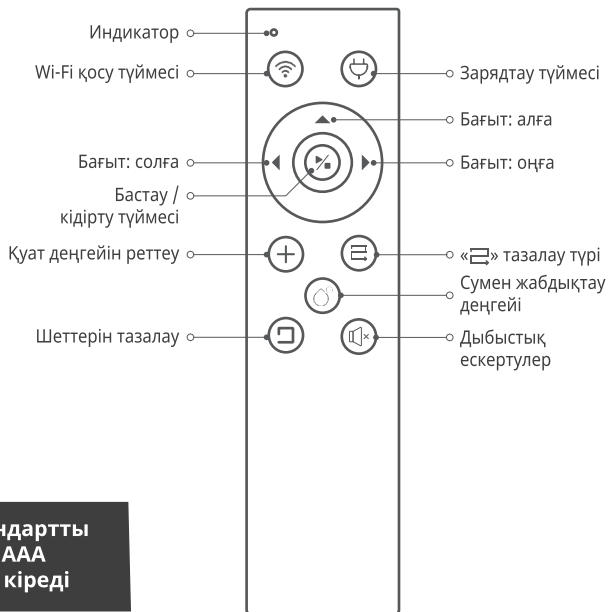 Индикатор
Wi-Fi қосу түймесі
Зарядтау түймесі
Бағыт: алға
Бағыт: солға
Бағыт: оңға
Бастау /
кідірту түймесі
Қуат деңгейін реттеу
«» тазалау түрі
Сумен жабдықтау
деңгейі
Шеттерін тазалау
Дыбыстық
ескертулер
ндартты
ААА
кіреді